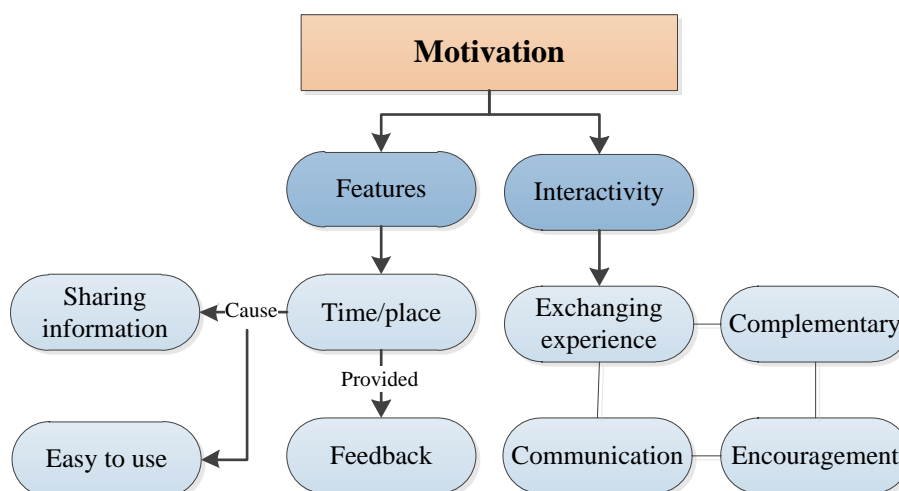 Motivation
Features
Interactivity
Sharing
information
Cause
Time/place
Exchanging
experience
Complementary
Provided
Easy to use
Feedback
Communication
Encouragement